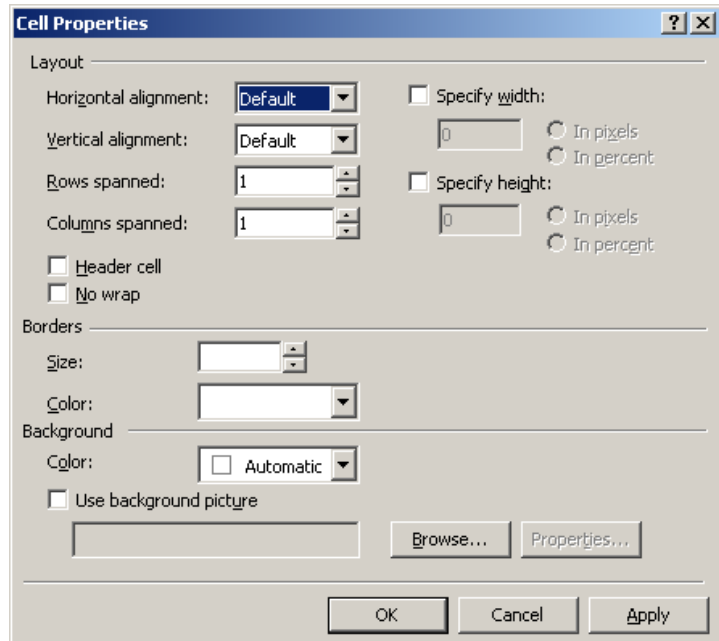 Cell Properties
Layout
Horizontal alignment: Default
Vertical alignment: Default
Rows spanned: 1
Columns spanned: 1
Header cell
No wrap
Specify width:
0
In pixels
In percent
Specify height:
0
In pixels
In percent
Borders
Size:
Color:
Background
Color: Automatic
Use background picture
Browse... Properties...
OK Cancel Apply